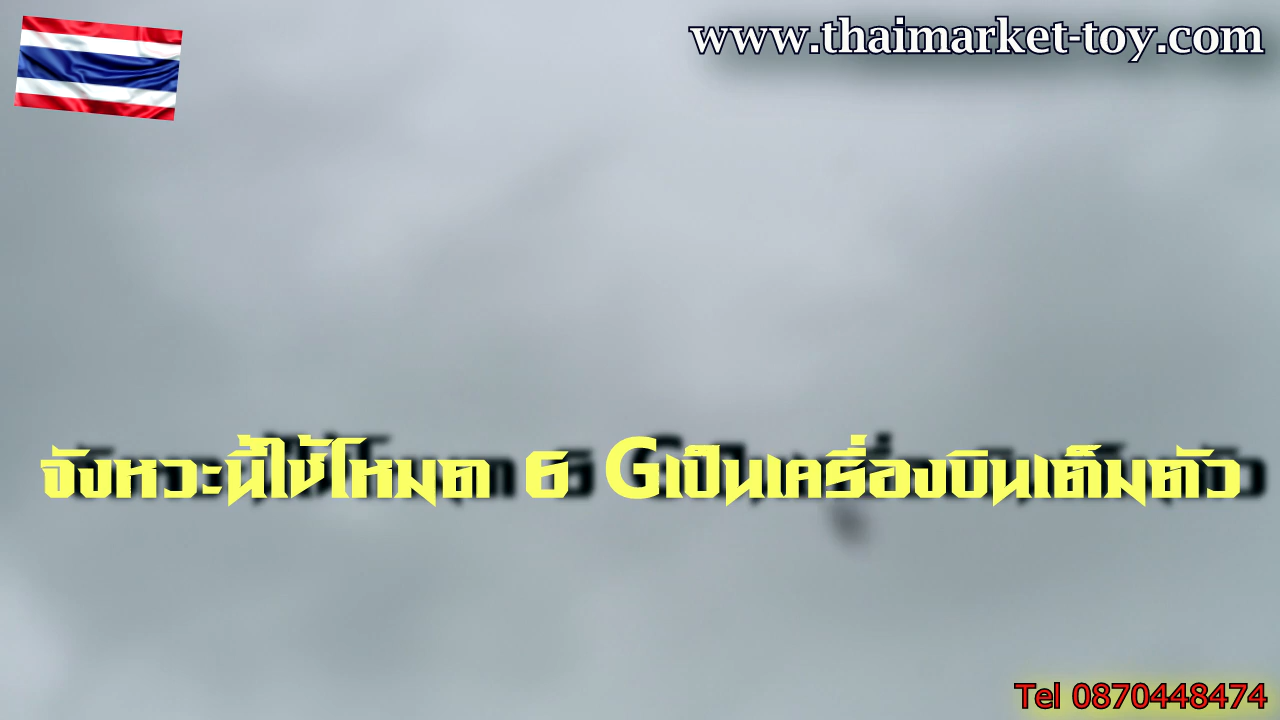 www.thaimarket-toy.com
จังหวะนี้ใช้โหมด 6 Gเป็นเครื่องบินเต็มตัว
Tel 0870448474